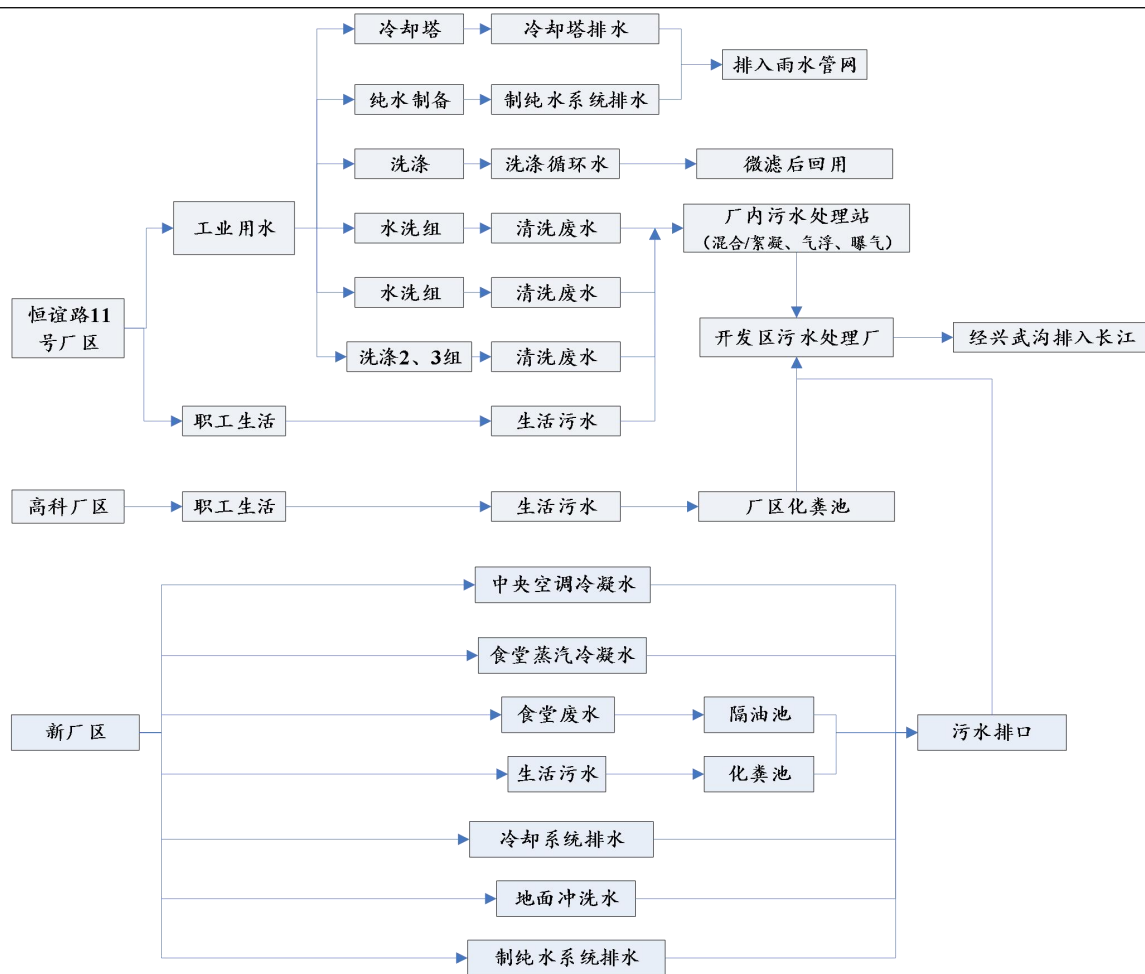 冷却塔
冷却塔排水
排入雨水管网
纯水制备
制纯水系统排水
洗涤
洗涤循环水
微滤后回用
工业用水
水洗组
清洗废水
厂内污水处理站
（混合/絮凝、气浮、曝气）
水洗组
清洗废水
恒谊路11
号厂区
开发区污水处理厂
经兴武沟排入长江
洗涤2、3组
清洗废水
职工生活
生活污水
高科厂区
职工生活
生活污水
厂区化粪池
中央空调冷凝水
食堂蒸汽冷凝水
新厂区
食堂废水
隔油池
污水排口
生活污水
化粪池
冷却系统排水
地面冲洗水
制纯水系统排水